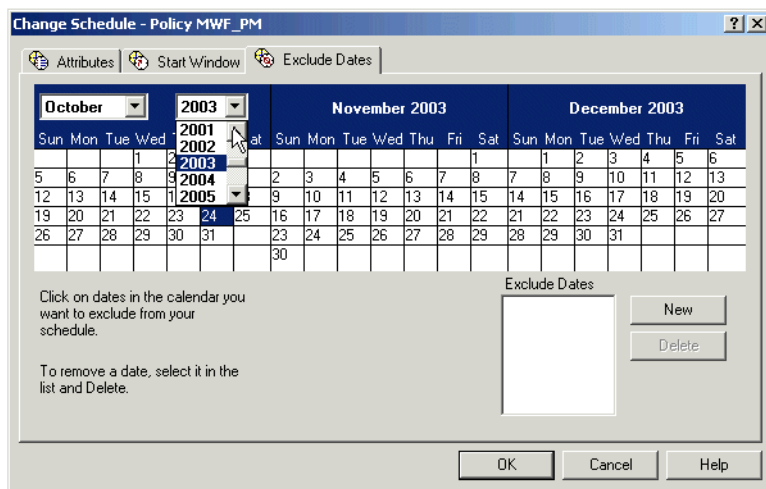 Change Schedule - Policy MWF_PM
Attributes Start Window Exclude Dates
October 2003 November 2003 December 2003
2001
2002
2003
2004
2005
Sun Mon Tue Wed at Sun Mon Tue Wed Thu Fri Sat Sun Mon Tue Wed Thu Fri Sat
1 2 1 1 2 3 4 5 6
5 6 7 8 9 2 3 4 5 6 7 8 7 8 9 10 11 12 13
12 13 14 15 1 9 10 11 12 13 14 15 14 15 16 17 18 19 20
19 20 21 22 23 24 25 16 17 18 19 20 21 22 21 22 23 24 25 26 27
26 27 28 29 30 31 23 24 25 26 27 28 29 28 29 30 31
30
Click on dates in the calendar you
want to exclude from your
schedule.
To remove a date, select it in the
list and Delete.
Exclude Dates
New
Delete
OK Cancel Help